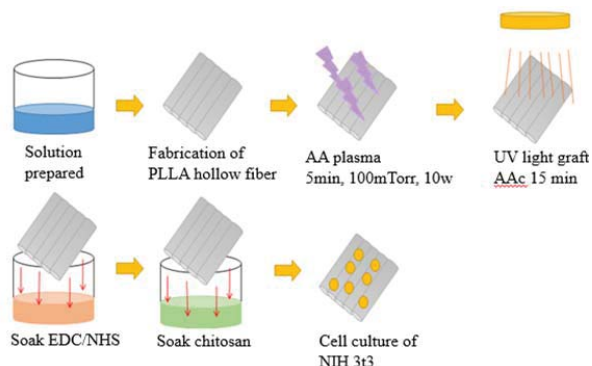 Solution
prepared
Fabrication of
PLLA hollow fiber
AA plasma
5min, 100mTorr, 10w
UV light graft
AAc 15 min
Soak EDC/NHS
Soak chitosan
Cell culture of
NIH 3t3